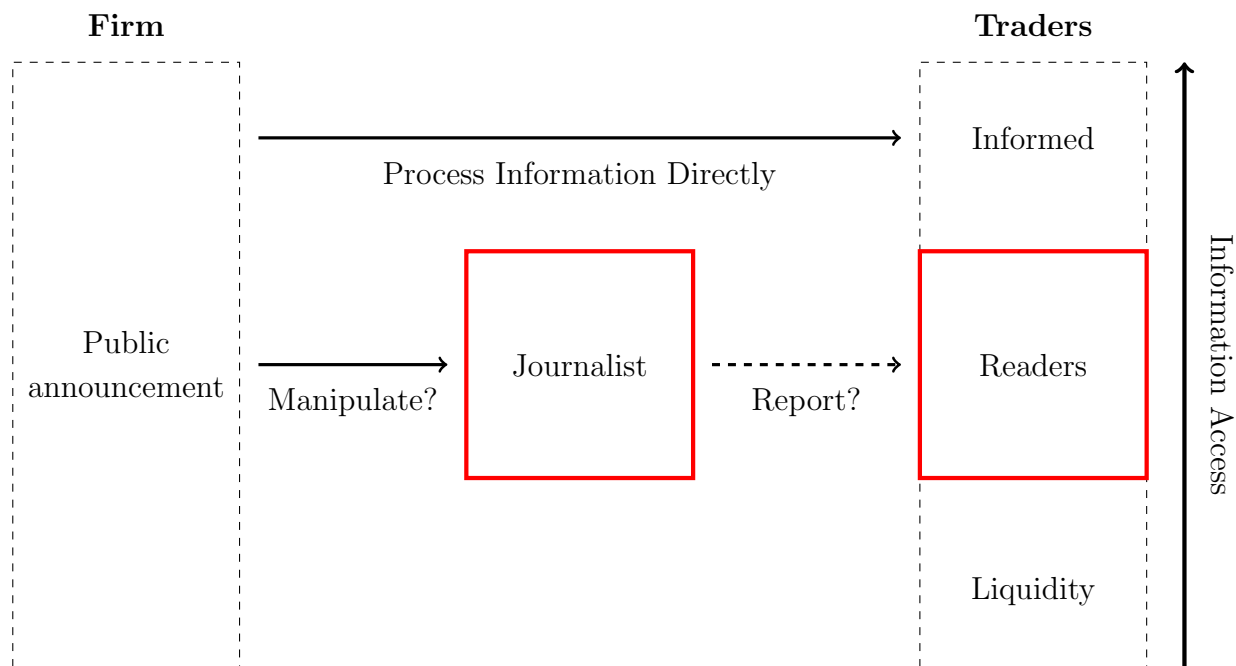 Firm
Traders
Informed
Process Information Directly
Public
announcement
Manipulate?
Journalist
Report?
Readers
Information Access
Liquidity